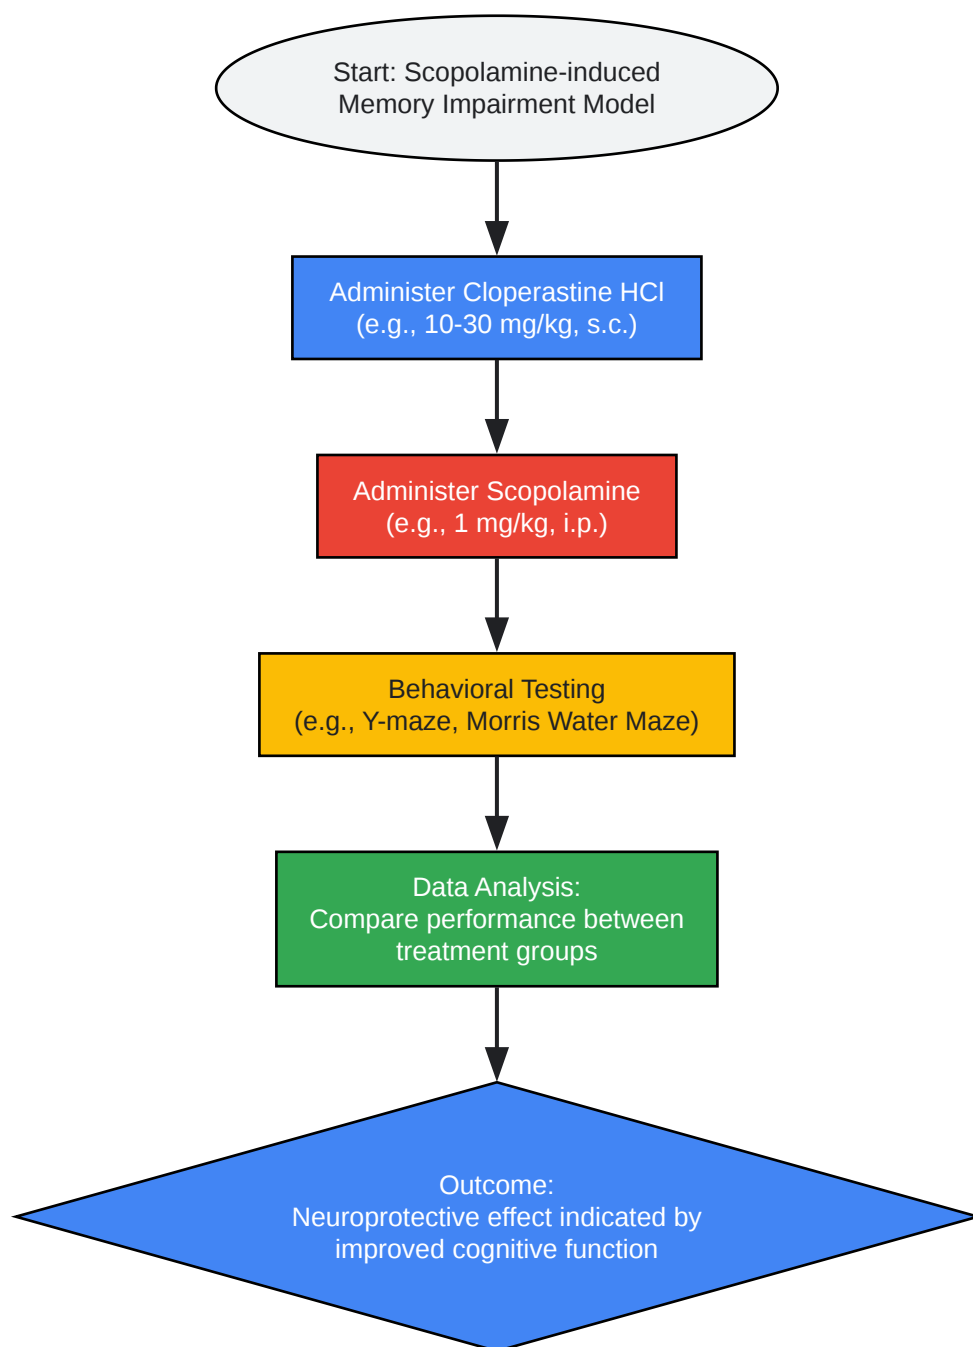 Start: Scopolamine-induced
Memory Impairment Model
Administer Cloperastine HCl
(e.g., 10-30 mg/kg, s.c.)
Administer Scopolamine
(e.g., 1 mg/kg, i.p.)
Behavioral Testing
(e.g., Y-maze, Morris Water Maze)
Data Analysis:
Compare performance between
treatment groups
Outcome:
Neuroprotective effect indicated by
improved cognitive function